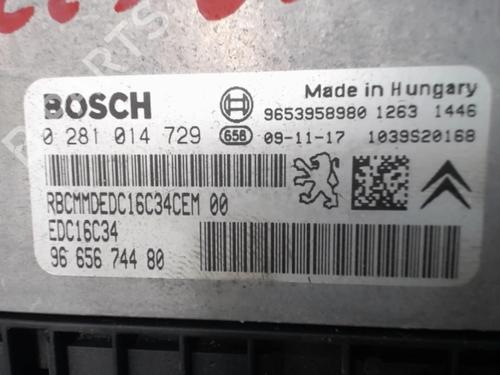 BOSCH
Made in Hungary
9653958980 1263 1446
0 281 014 729 658 09-11-17 1039S20168
RBCMMDEDC16C34CEM 00
EDC16C34
96 656 744 80